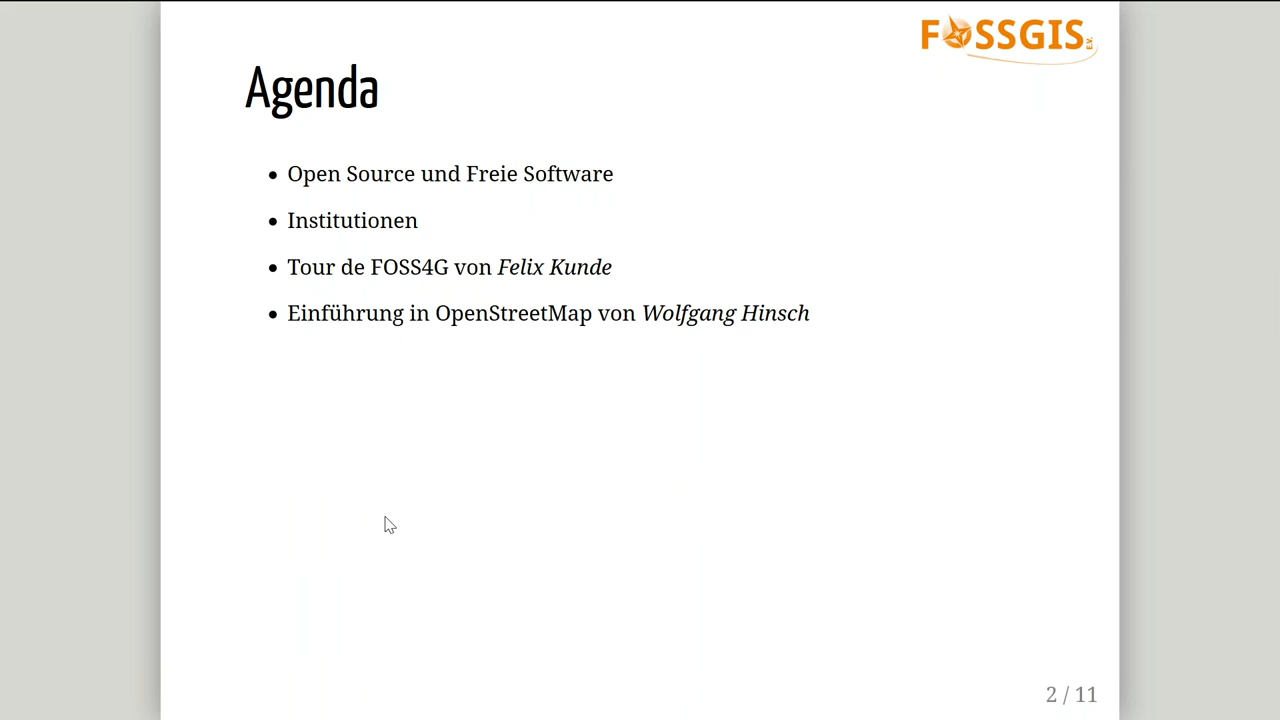 FOSSGIS e.V.
Agenda
Open Source und Freie Software
Institutionen
Tour de FOSS4G von Felix Kunde
Einführung in OpenStreetMap von Wolfgang Hinsch
2 / 11